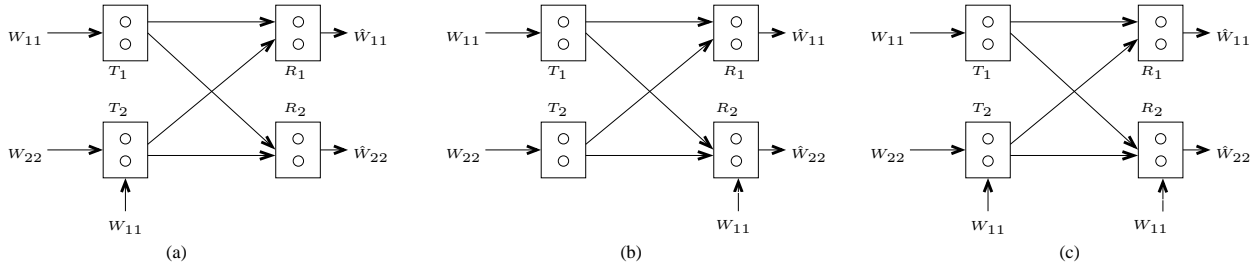 W11 T1 R1 Ŵ11
W22 T2 R2 Ŵ22
W11
(a)
W11 T1 R1 Ŵ11
W22 T2 R2 Ŵ22
W11
(b)
W11 T1 R1 Ŵ11
W22 T2 R2 Ŵ22
W11 W11
(c)